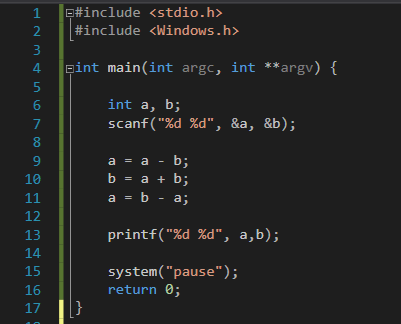 1 #include <stdio.h>
2 #include <Windows.h>
3
4 int main(int argc, int **argv) {
5
6 int a, b;
7 scanf("%d %d", &a, &b);
8
9 a = a - b;
10 b = a + b;
11 a = b - a;
12
13 printf("%d %d", a,b);
14
15 system("pause");
16 return 0;
17 }